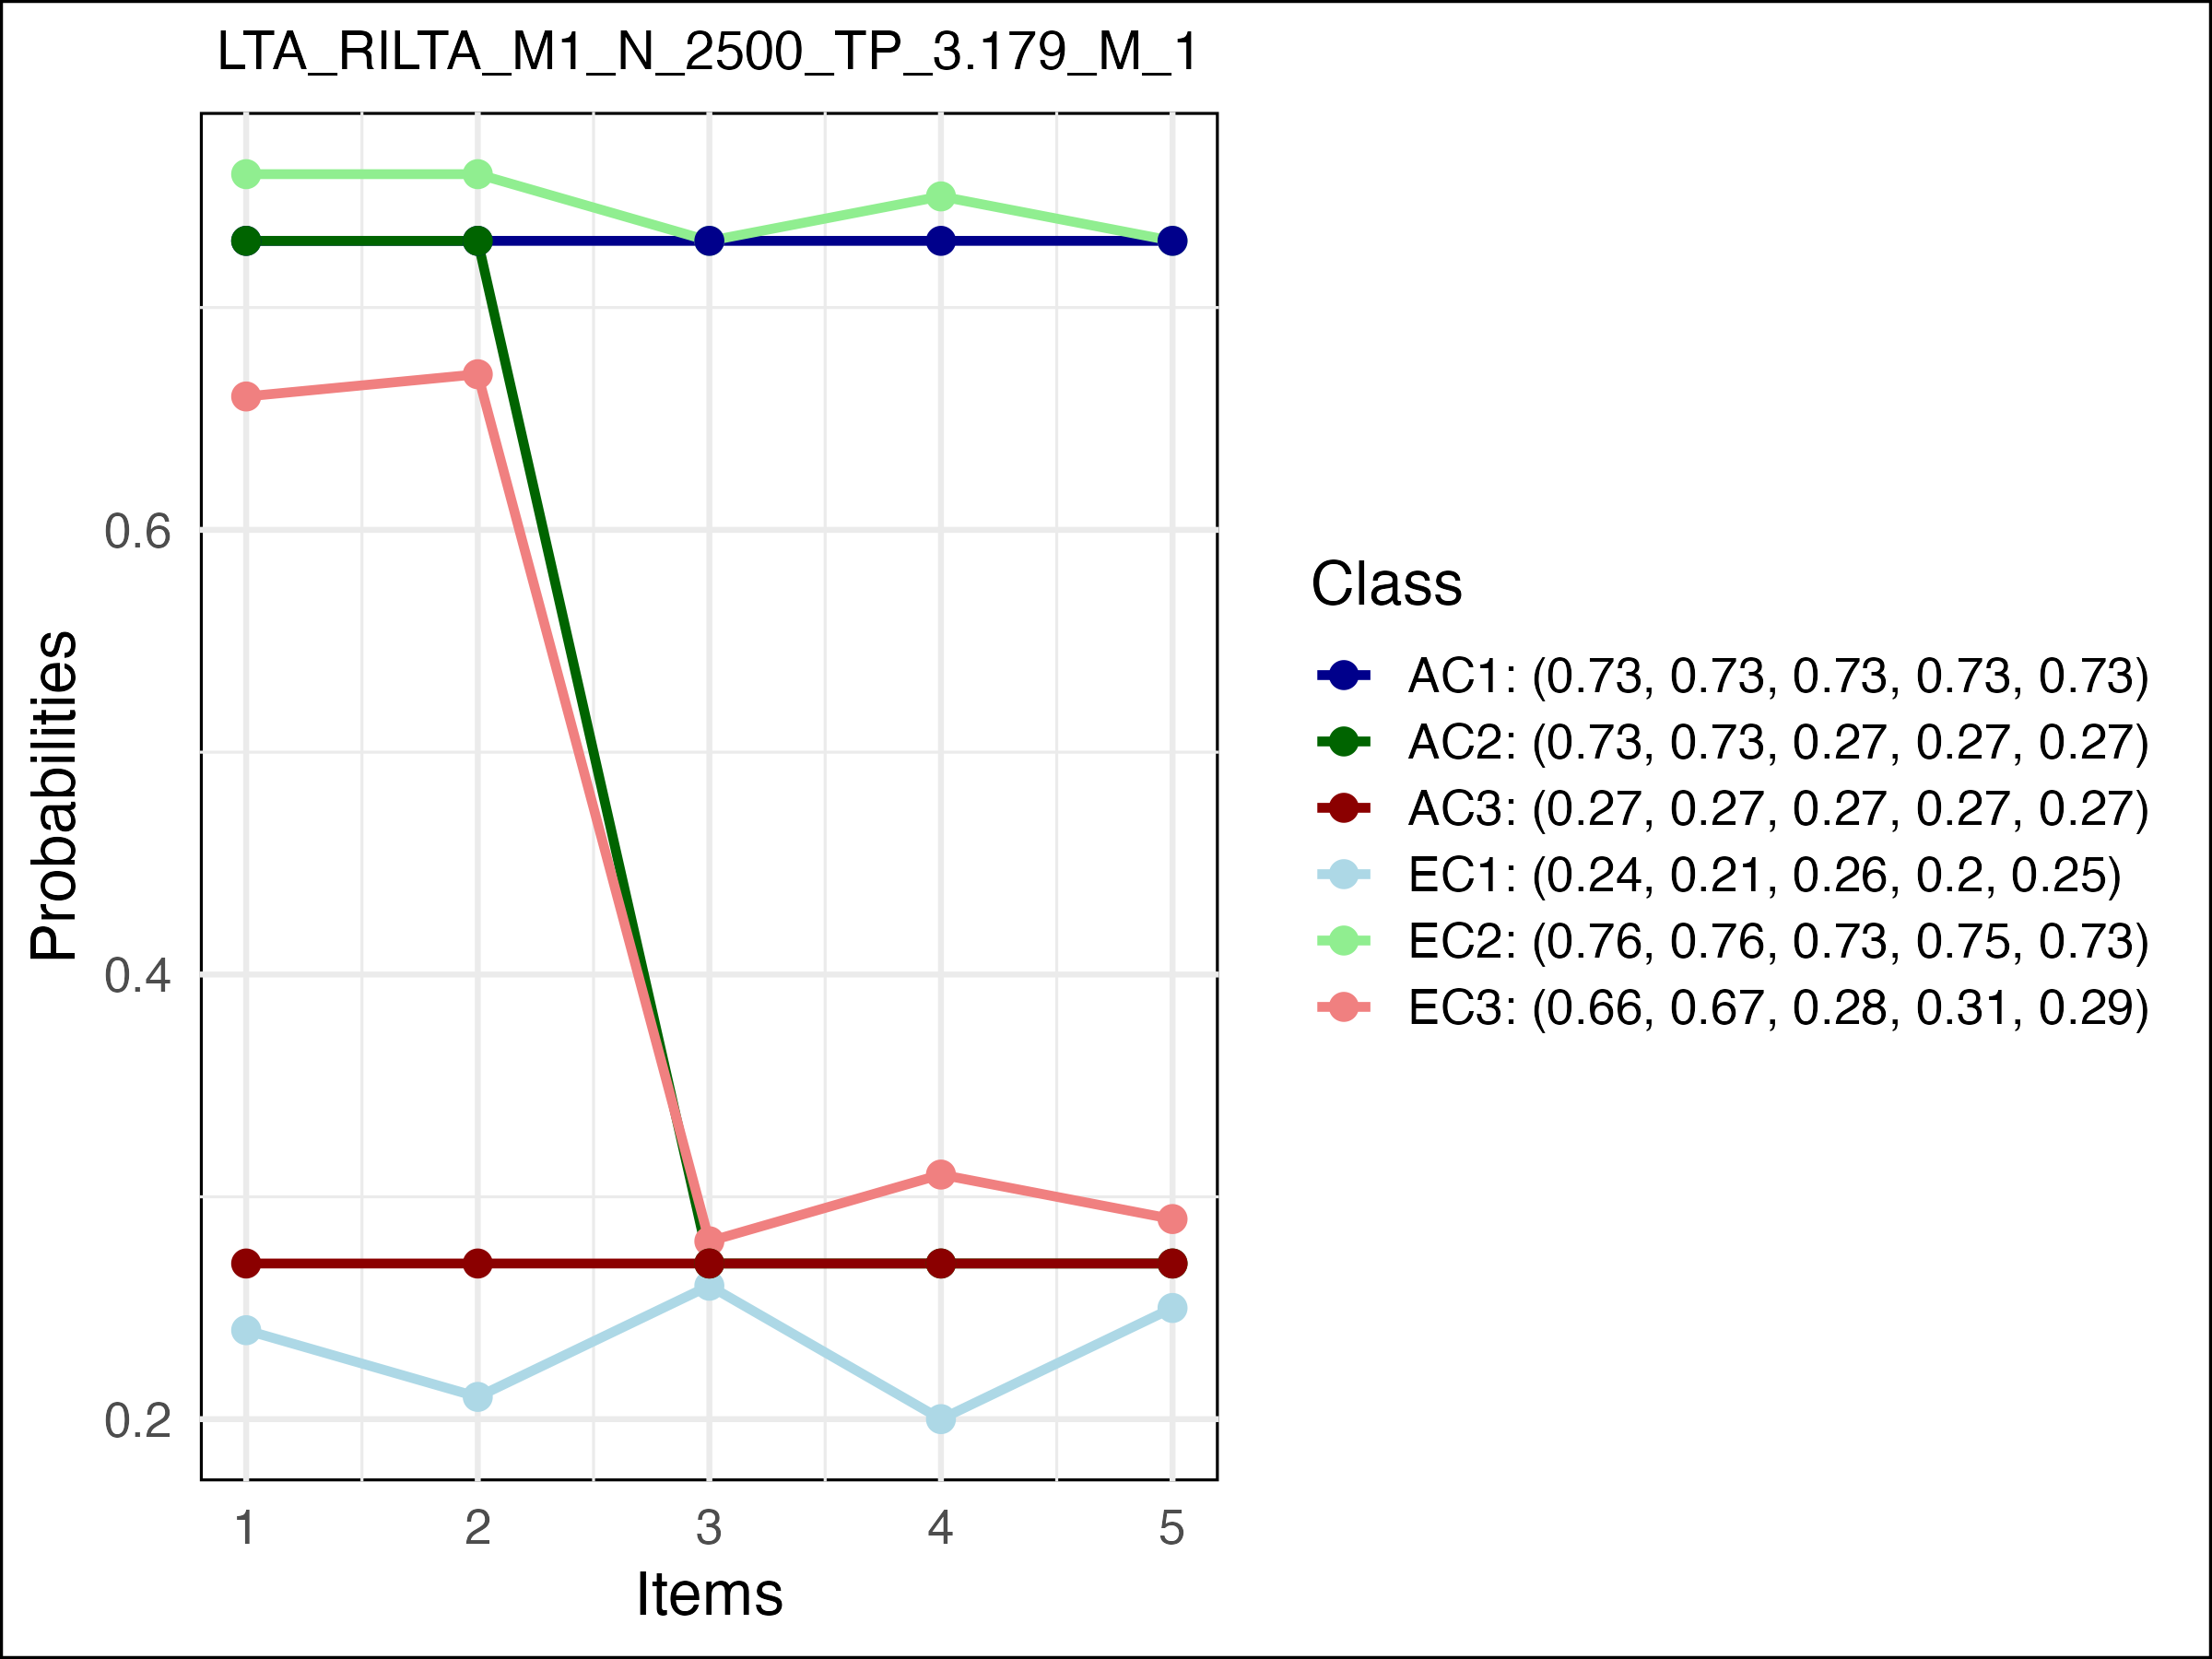 LTA_RILTA_M1_N_2500_TP_3.179_M_1
Probabilities
0.6
0.4
0.2
1 2 3 4 5
Items
Class
AC1: (0.73, 0.73, 0.73, 0.73, 0.73)
AC2: (0.73, 0.73, 0.27, 0.27, 0.27)
AC3: (0.27, 0.27, 0.27, 0.27, 0.27)
EC1: (0.24, 0.21, 0.26, 0.2, 0.25)
EC2: (0.76, 0.76, 0.73, 0.75, 0.73)
EC3: (0.66, 0.67, 0.28, 0.31, 0.29)